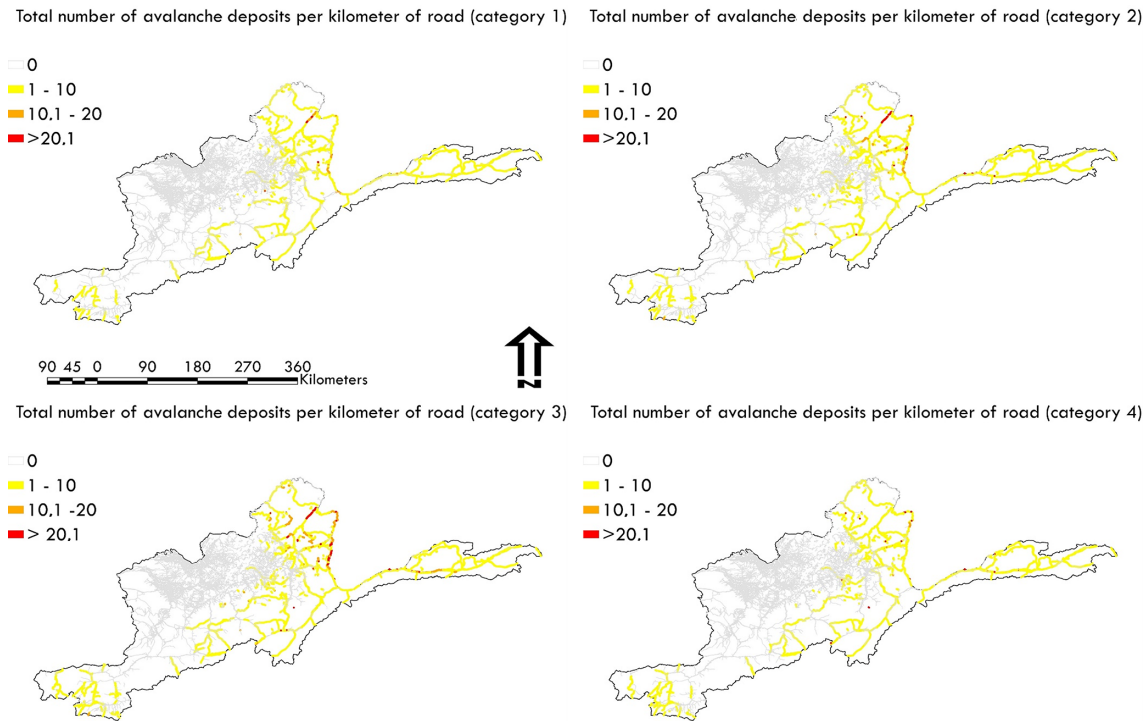 Total number of avalanche deposits per kilometer of road (category 1)
0
1 - 10
10,1 - 20
>20,1
Total number of avalanche deposits per kilometer of road (category 2)
0
1 - 10
10,1 - 20
>20,1
90 45 0 90 180 270 360
Kilometers
N
Total number of avalanche deposits per kilometer of road (category 3)
0
1 - 10
10,1 -20
> 20,1
Total number of avalanche deposits per kilometer of road (category 4)
0
1 - 10
10,1 - 20
>20,1